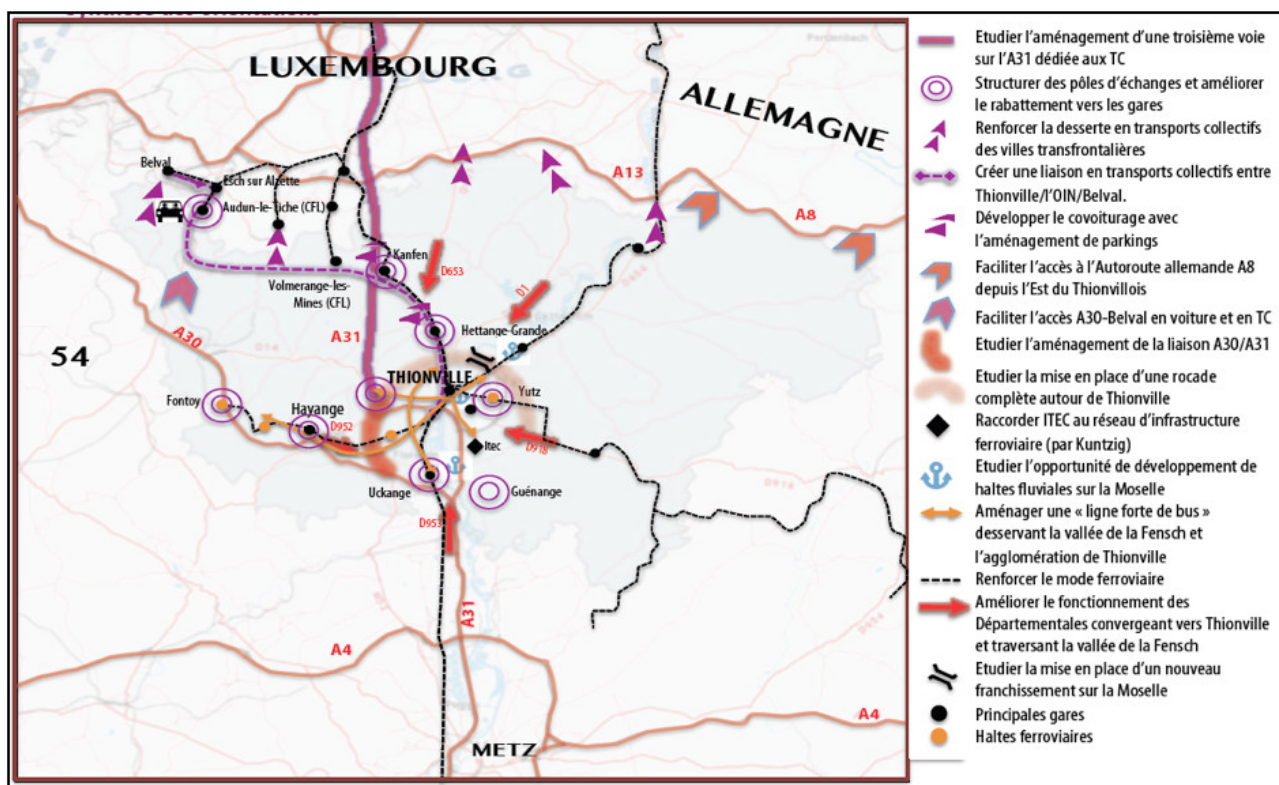 Synthèse des orientations
LUXEMBOURG
ALLEMAGNE
Belval
Esch sur Alzette
Audun-le-Tiche (CFL)
A13
A8
Kanfen
D653
Volmerange-les-
Mines (CFL)
D1
A30
A31
Hettange-Grande
54
THIONVILLE
Yutz
Fontoy
Hayange
D952
Itec
D918
Uckange
Guénange
D953
A31
A4
A4
METZ
Etudier l'aménagement d'une troisième voie
sur l'A31 dédiée aux TC
Structurer des pôles d'échanges et améliorer
le rabattement vers les gares
Renforcer la desserte en transports collectifs
des villes transfrontalières
Créer une liaison en transports collectifs entre
Thionville/l'OIN/Belval.
Développer le covoiturage avec
l'aménagement de parkings
Faciliter l'accès à l'Autoroute allemande A8
depuis l'Est du Thionvillois
Faciliter l'accès A30-Belval en voiture et en TC
Etudier l'aménagement de la liaison A30/A31
Etudier la mise en place d'une rocade
complète autour de Thionville
Raccorder ITEC au réseau d'infrastructure
ferroviaire (par Kuntzig)
Etudier l'opportunité de développement de
haltes fluviales sur la Moselle
Aménager une « ligne forte de bus »
desservant la vallée de la Fensch et
l'agglomération de Thionville
Renforcer le mode ferroviaire
Améliorer le fonctionnement des
Départementales convergeant vers Thionville
et traversant la vallée de la Fensch
Etudier la mise en place d'un nouveau
franchissement sur la Moselle
Principales gares
Haltes ferroviaires